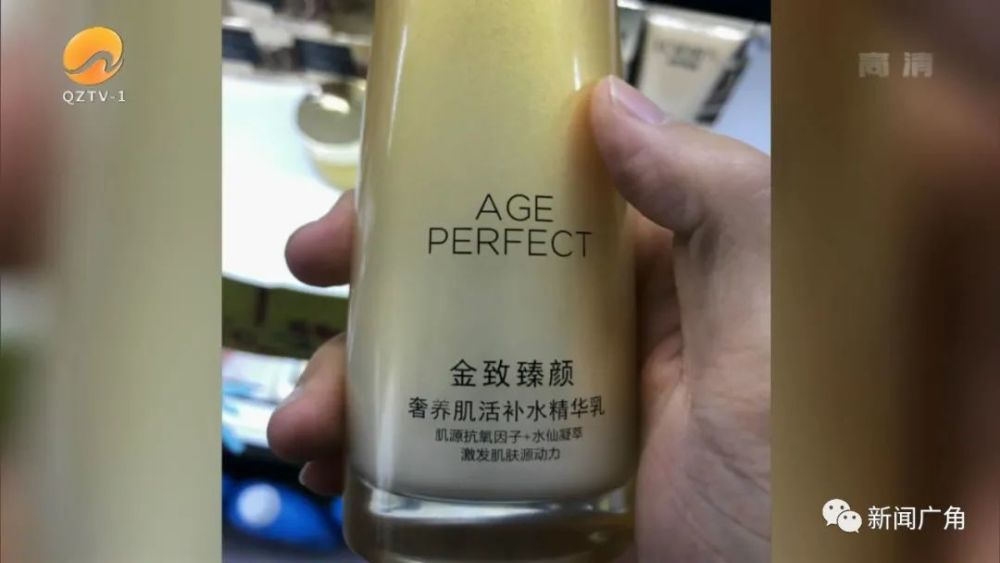 QZTV-1
高清
AGE
PERFECT
金致臻颜
奢养肌活补水精华乳
肌源抗氧因子+水仙凝萃
激发肌肤源动力
新闻广角